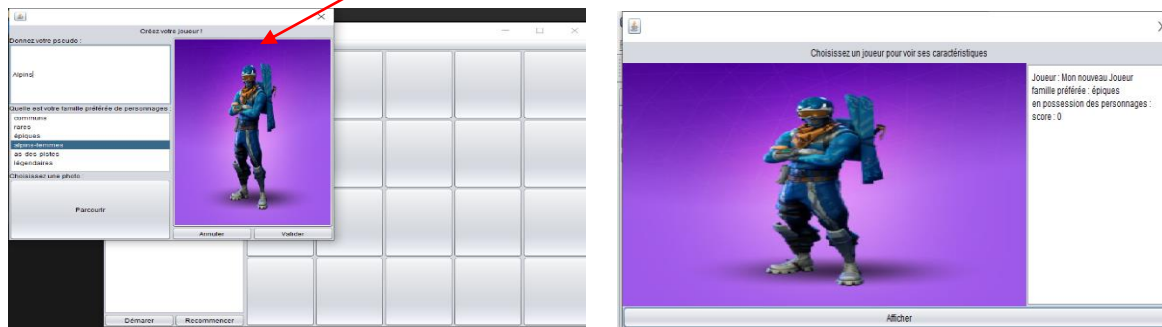 Créez votre joueur !
Donnez votre pseudo :
Alpins
Quelle est votre famille préférée de personnages
communs
rares
épiques
alpins-femmes
as des pistes
légendaires
Choisissez une photo
Parcourir
Annuler
Valider
Démarer
Recommencer
Choisissez un joueur pour voir ses caractéristiques
Joueur : Mon nouveau Joueur
famille préférée : épiques
en possession des personnages :
score : 0
Afficher